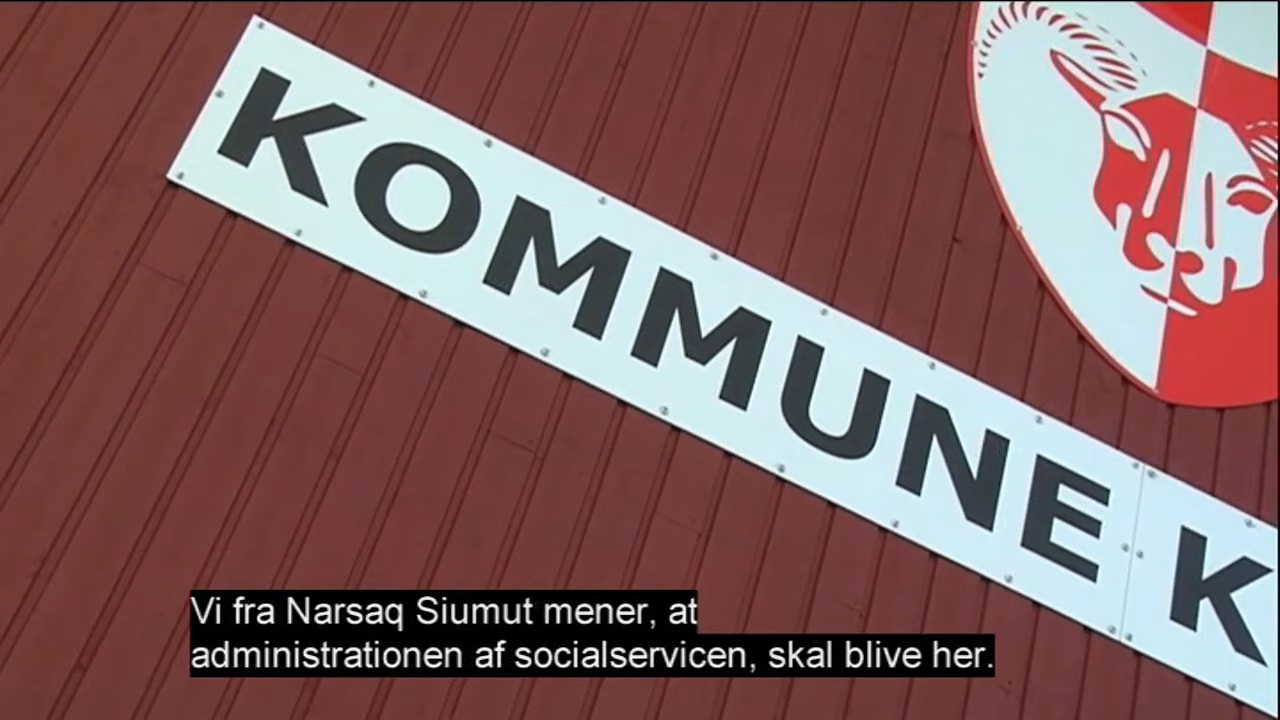 KOMMUNE K
Vi fra Narsaq Siumut mener, at
administrationen af socialservicen, skal blive her.